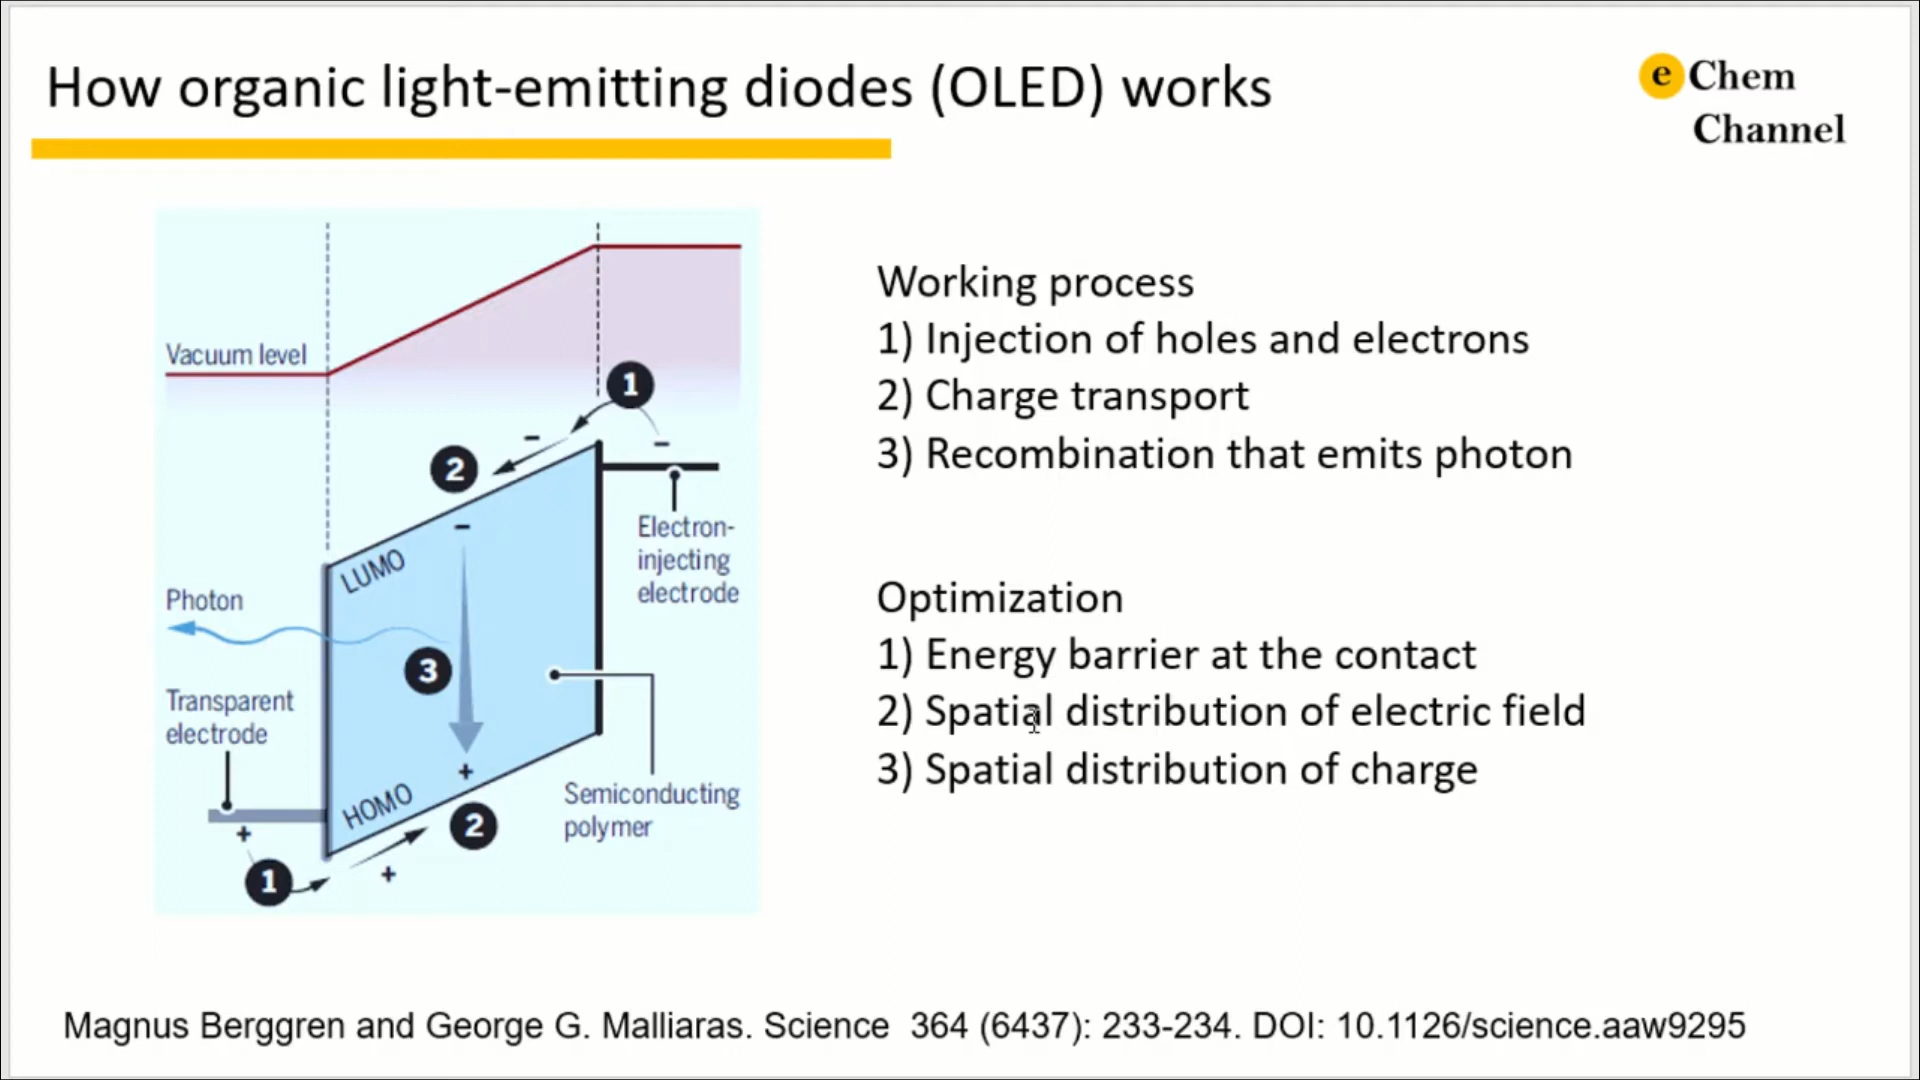 How organic light-emitting diodes (OLED) works
e Chem
Channel
Vacuum level
1
−
−
2
−
LUMO
Electron-
injecting
electrode
Photon
3
Transparent
electrode
+
HOMO
Semiconducting
polymer
2
+
1
+
Working process
1) Injection of holes and electrons
2) Charge transport
3) Recombination that emits photon
Optimization
1) Energy barrier at the contact
2) Spatial distribution of electric field
3) Spatial distribution of charge
Magnus Berggren and George G. Malliaras. Science 364 (6437): 233-234. DOI: 10.1126/science.aaw9295